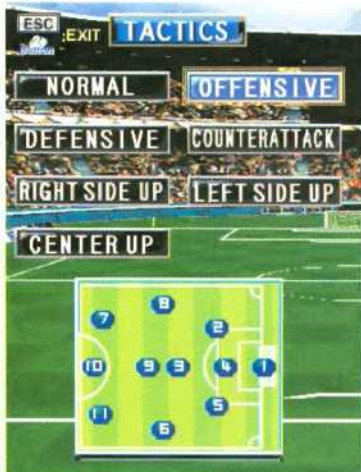 ESC :EXIT TACTICS
Button
NORMAL OFFENSIVE
DEFENSIVE COUNTERATTACK
RIGHT SIDE UP LEFT SIDE UP
CENTER UP
8
7 2
10 9 3 4 1
11 5
6